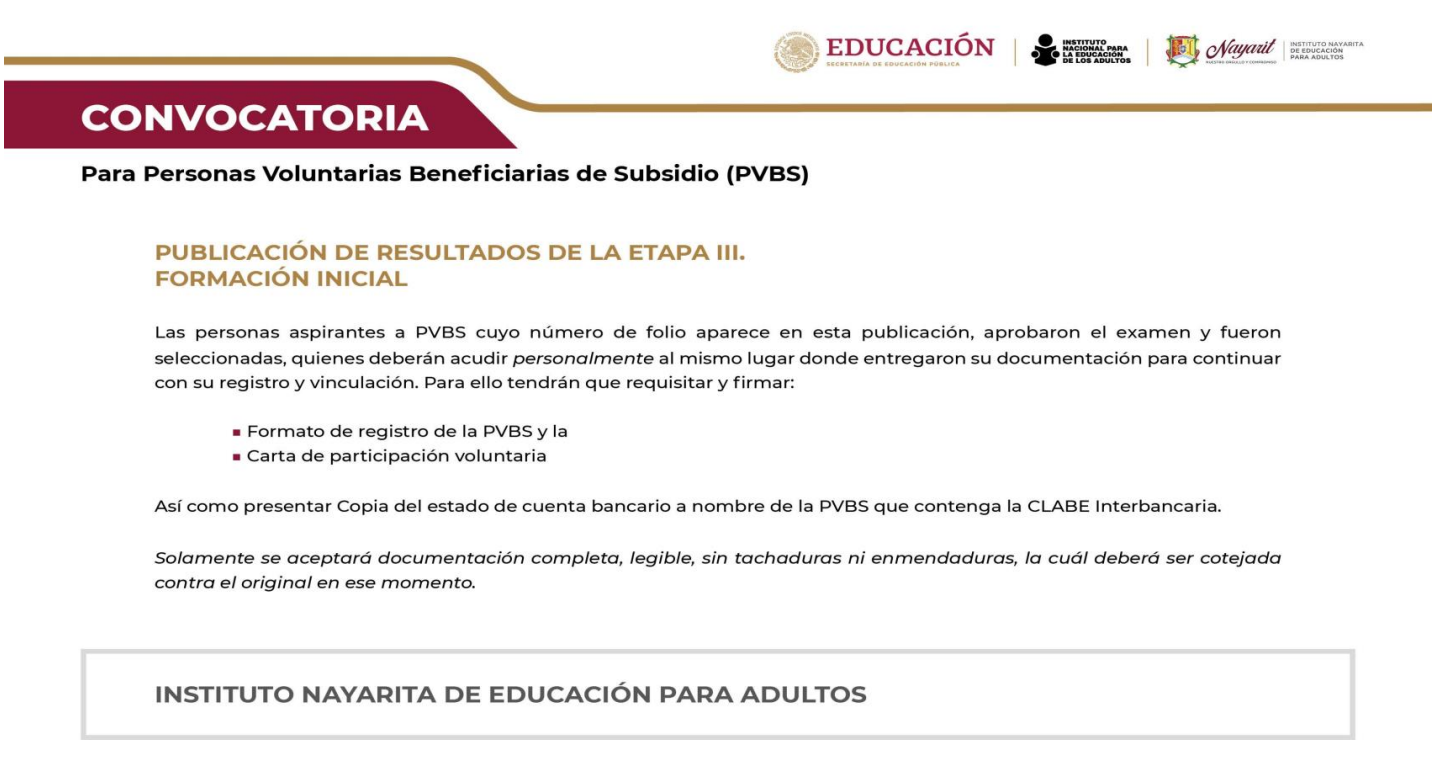 EDUCACIÓN
SECRETARÍA DE EDUCACIÓN PÚBLICA
INSTITUTO
NACIONAL PARA
LA EDUCACIÓN
DE LOS ADULTOS
Nayarit
INSTITUTO NAYARITA
DE EDUCACIÓN
PARA ADULTOS
CONVOCATORIA
Para Personas Voluntarias Beneficiarias de Subsidio (PVBS)
PUBLICACIÓN DE RESULTADOS DE LA ETAPA III.
FORMACIÓN INICIAL
Las personas aspirantes a PVBS cuyo número de folio aparece en esta publicación, aprobaron el examen y fueron
seleccionadas, quienes deberán acudir personalmente al mismo lugar donde entregaron su documentación para continuar
con su registro y vinculación. Para ello tendrán que requisitar y firmar:
▪ Formato de registro de la PVBS y la
▪ Carta de participación voluntaria
Así como presentar Copia del estado de cuenta bancario a nombre de la PVBS que contenga la CLABE Interbancaria.
Solamente se aceptará documentación completa, legible, sin tachaduras ni enmendaduras, la cuál deberá ser cotejada
contra el original en ese momento.
INSTITUTO NAYARITA DE EDUCACIÓN PARA ADULTOS